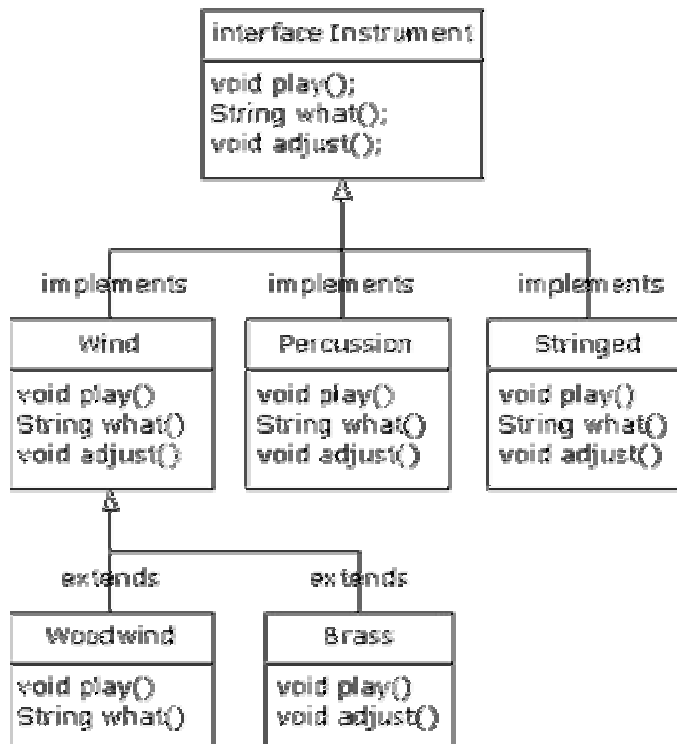 interface Instrument
void play();
String what();
void adjust();
implements implements implements
Wind
void play()
String what()
void adjust()
Percussion
void play()
String what()
void adjust()
Stringed
void play()
String what()
void adjust()
extends extends
Woodwind
void play()
String what()
Brass
void play()
void adjust()